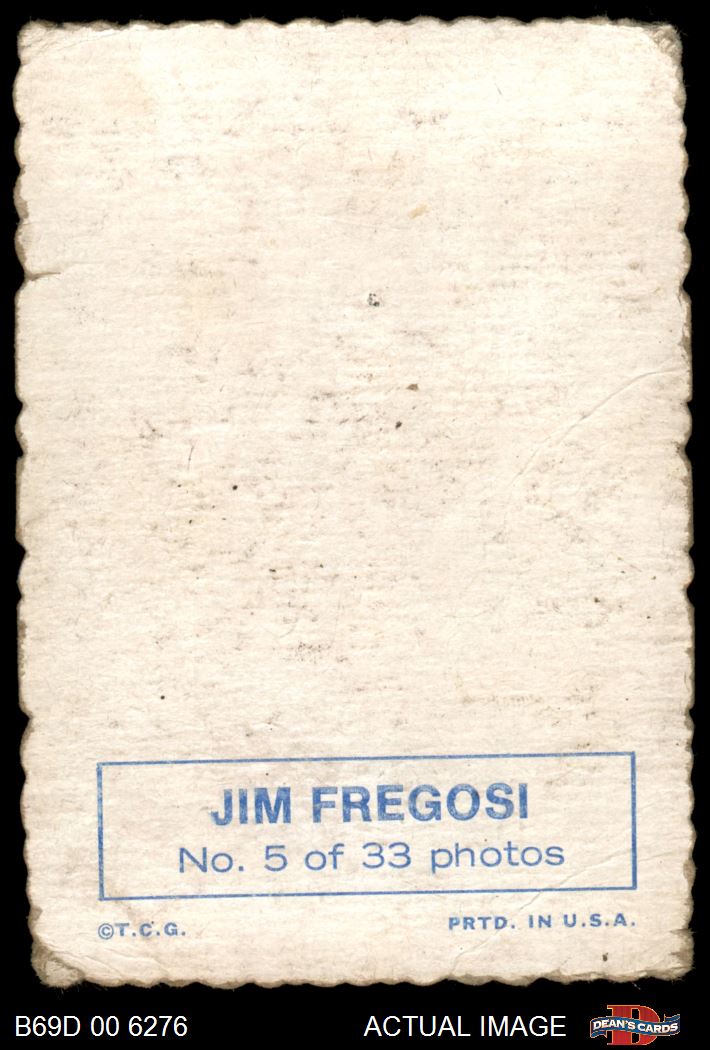 JIM FREGOSI
No. 5 of 33 photos
©T.C.G.
PRTD. IN U.S.A.
B69D 00 6276
ACTUAL IMAGE
D
DEAN'S CARDS